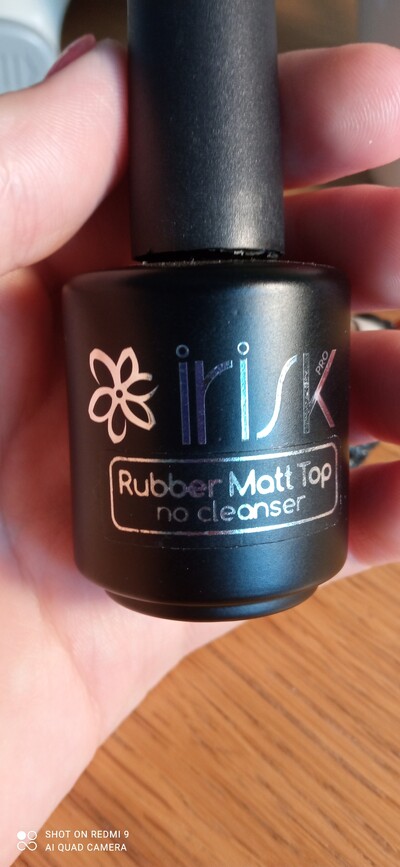 irisk PRO
Rubber Matt Top
no cleanser
SHOT ON REDMI 9
AI QUAD CAMERA